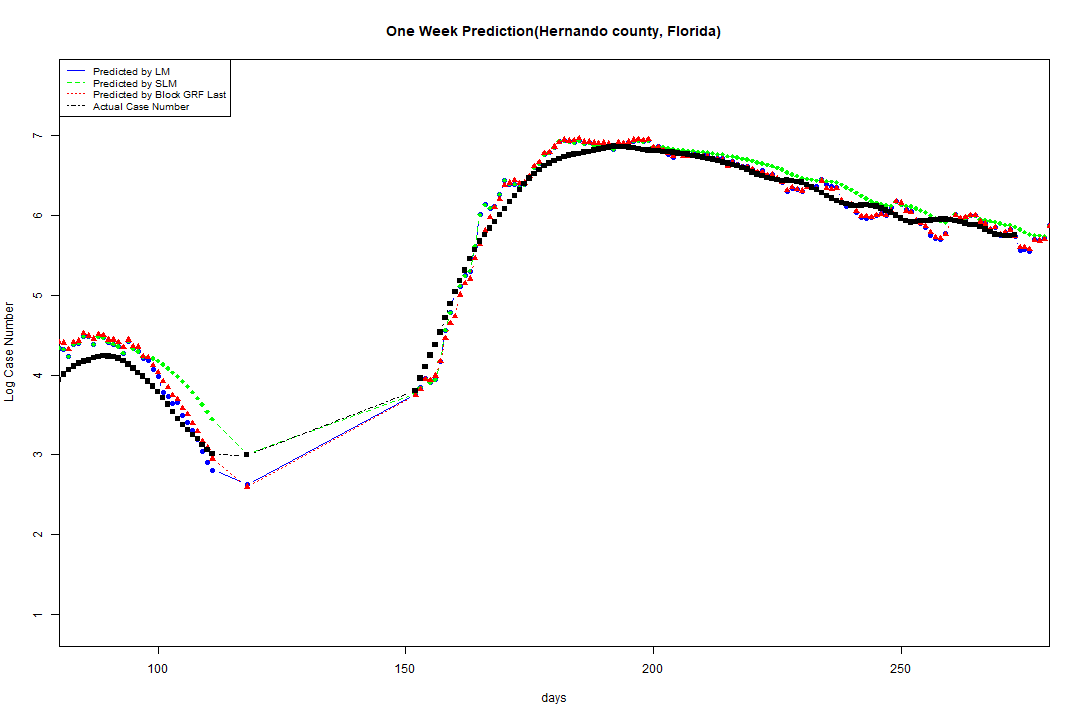 One Week Prediction(Hernando county, Florida)
Predicted by LM
Predicted by SLM
Predicted by Block GRF Last
Actual Case Number
7
6
5
4
3
2
1
Log Case Number
100 150 200 250
days